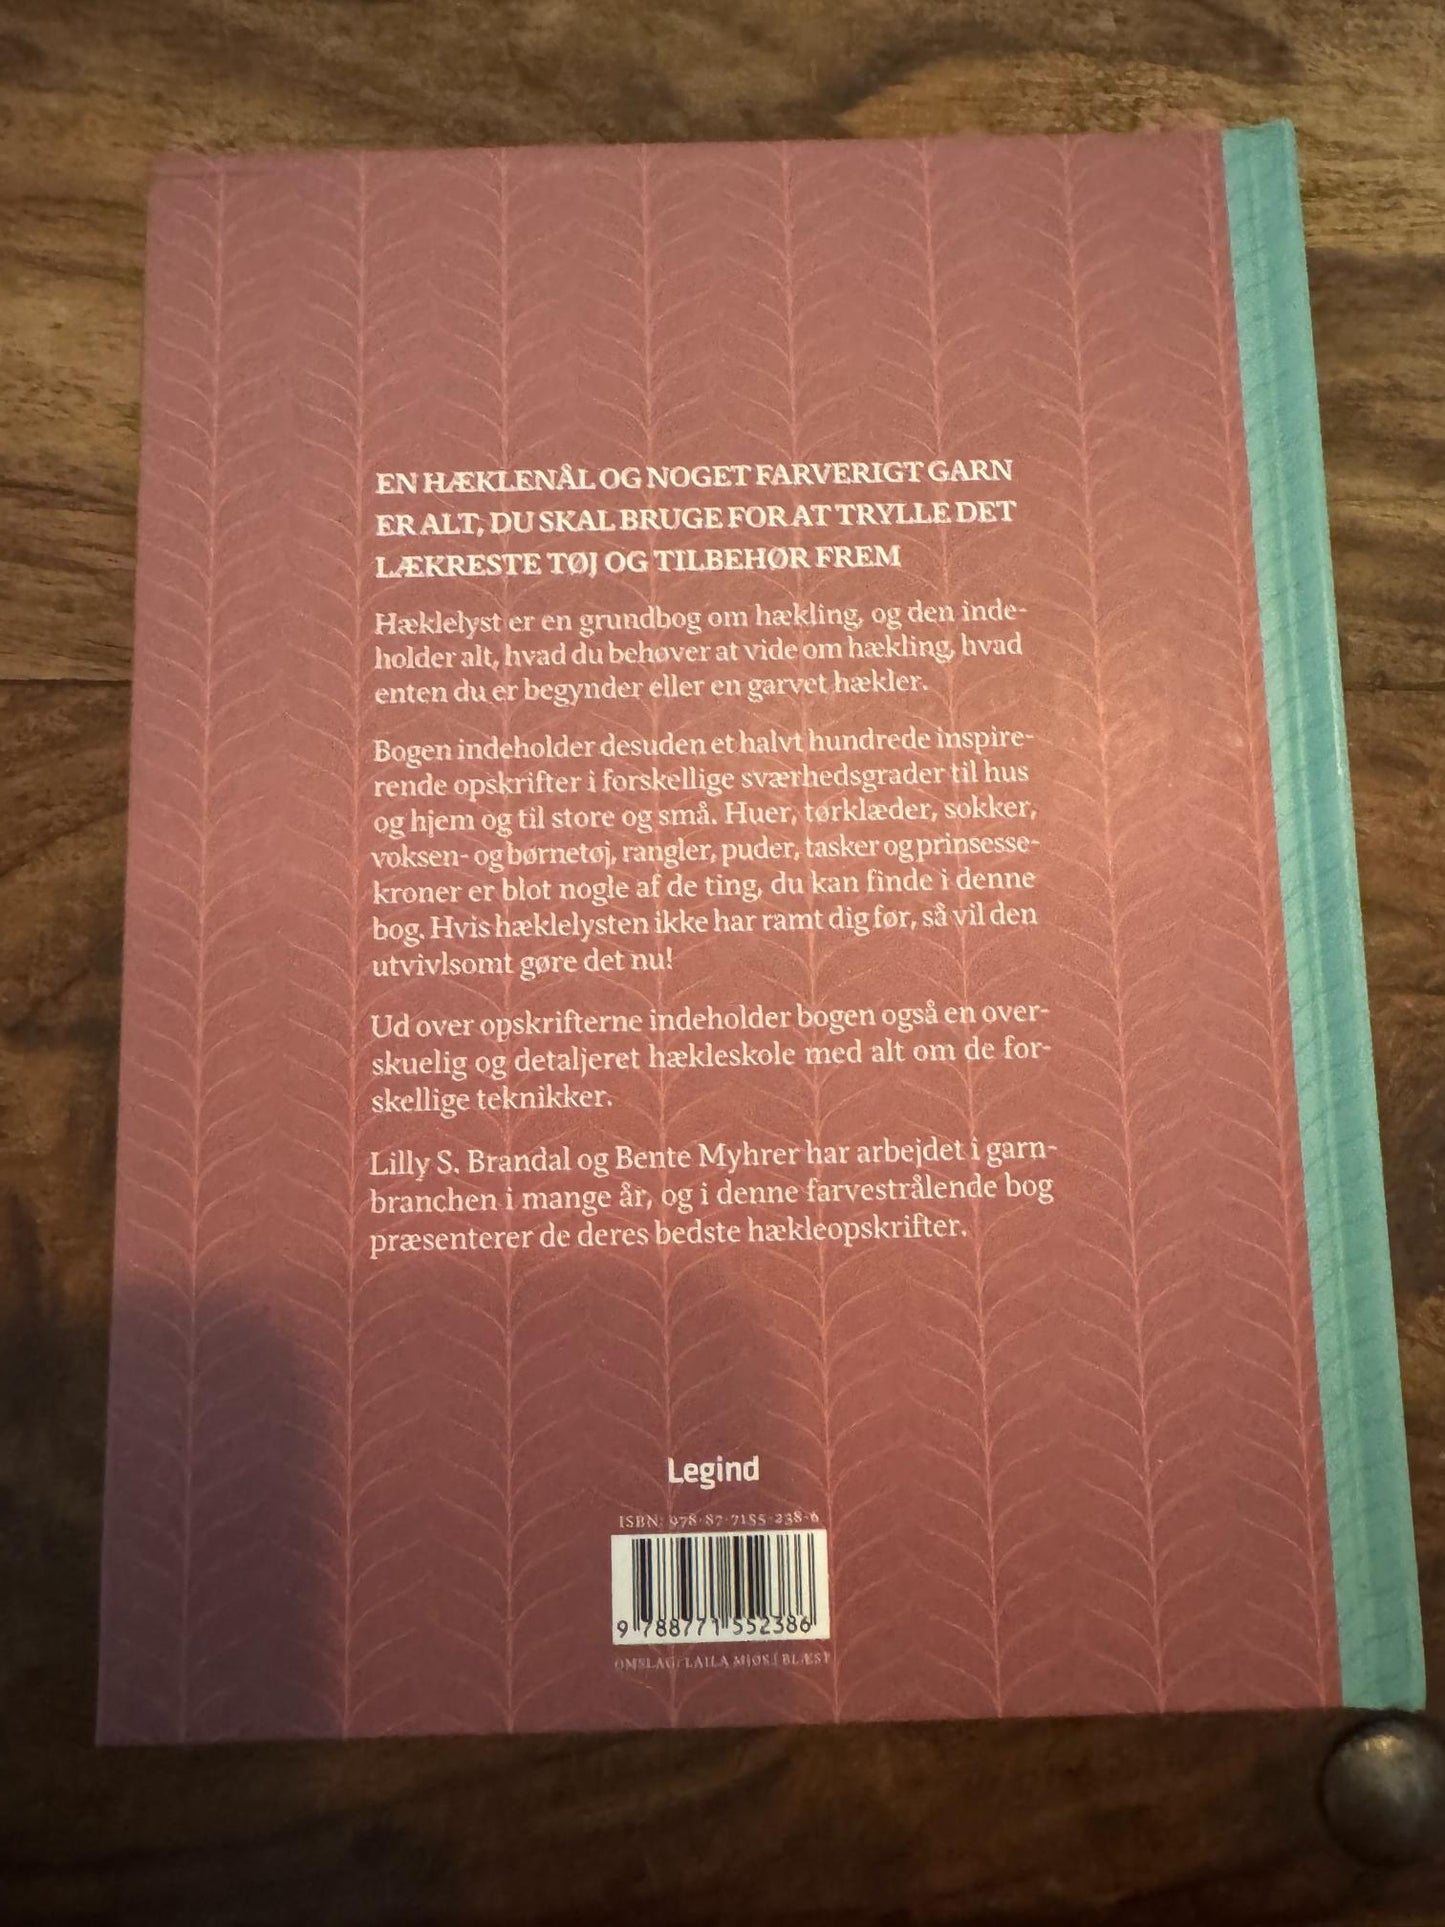 EN HÆKLENÅL OG NOGET FARVERIGT GARN
ER ALT, DU SKAL BRUGE FOR AT TRYLLE DET
LÆKRESTE TØJ OG TILBEHØR FREM
Hæklelyst er en grundbog om hækling, og den inde-
holder alt, hvad du behøver at vide om hækling, hvad
enten du er begynder eller en garvet hækler.
Bogen indeholder desuden et halvt hundrede inspire-
rende opskrifter i forskellige sværhedsgrader til hus
og hjem og til store og små. Huer, tørklæder, sokker,
voksen- og børnetøj, rangler, puder, tasker og prinsesse-
kroner er blot nogle af de ting, du kan finde i denne
bog. Hvis hæklelysten ikke har ramt dig før, så vil den
utvivlsomt gøre det nu!
Ud over opskrifterne indeholder bogen også en over-
skuelig og detaljeret hækleskole med alt om de for-
skellige teknikker.
Lilly S. Brandal og Bente Myhrer har arbejdet i garn-
branchen i mange år, og i denne farvestrålende bog
præsenterer de deres bedste hækleopskrifter.
Legind
ISBN: 978-87-7155-238-6
9 788771 552386
OMSLAG: LAILA MJØS | BLÆST